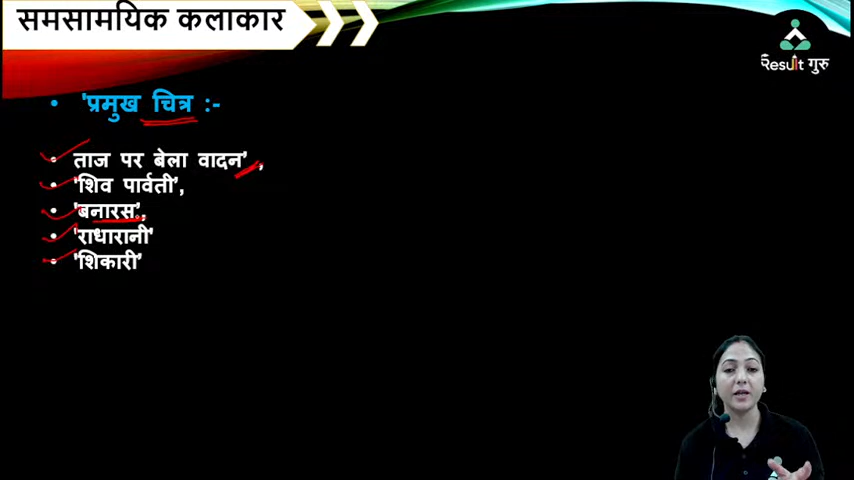 समसामयिक कलाकार
Result गुरु
• 'प्रमुख चित्र :-
• ताज पर बेला वादन' ,
• 'शिव पार्वती',
• 'बनारस',
• 'राधारानी'
• 'शिकारी'